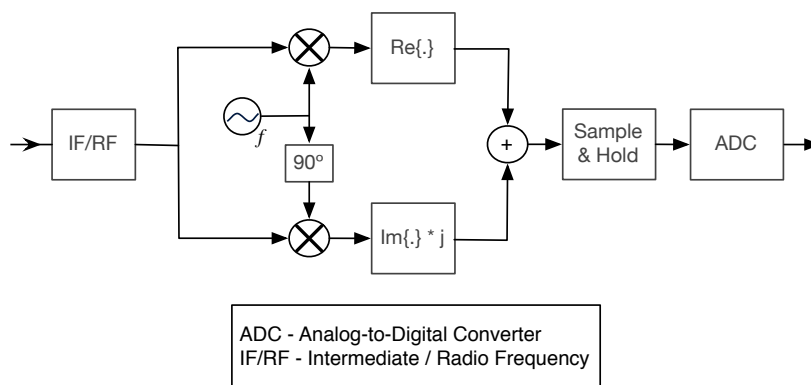 Re{.}
IF/RF
f
90º
+
Sample
& Hold
ADC
Im{.} * j
ADC - Analog-to-Digital Converter
IF/RF - Intermediate / Radio Frequency